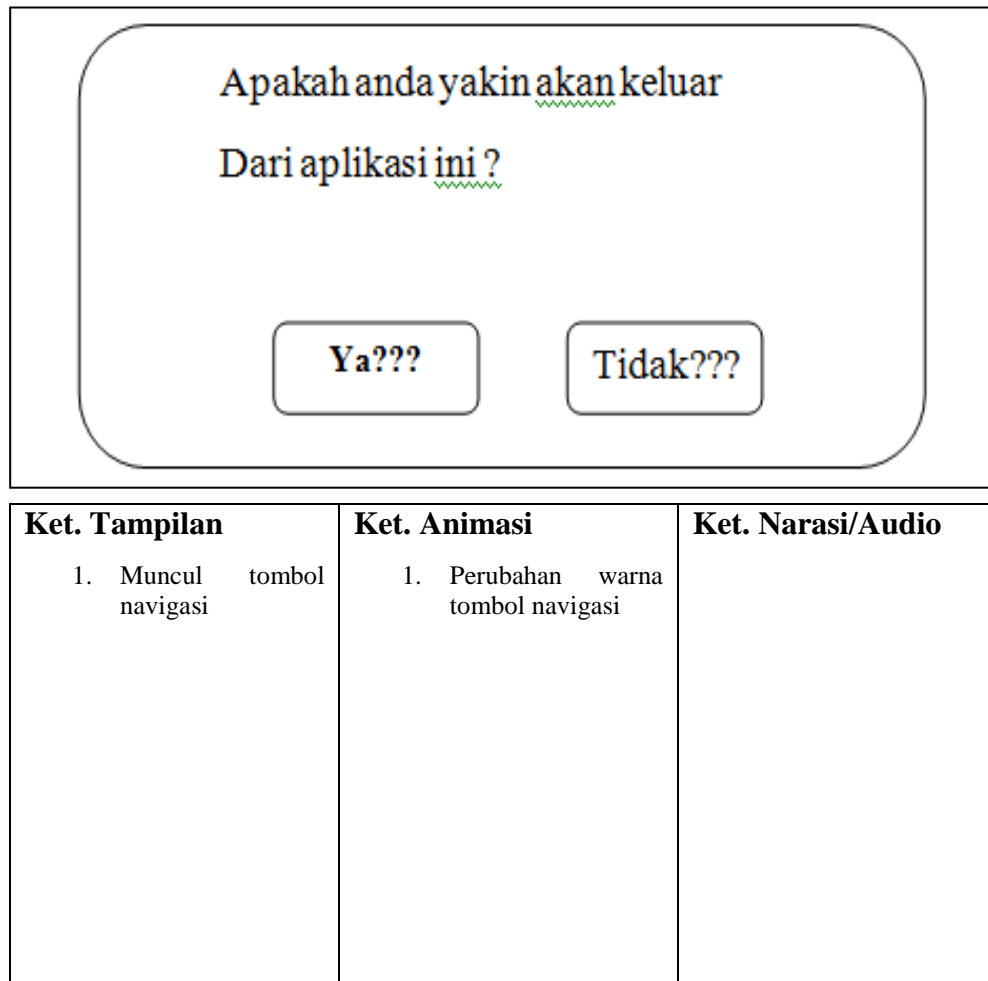 Apakah anda yakin akan keluar
Dari aplikasi ini ?
Ya???
Tidak???
Ket. Tampilan
1. Muncul tombol
navigasi
Ket. Animasi
1. Perubahan warna
tombol navigasi
Ket. Narasi/Audio